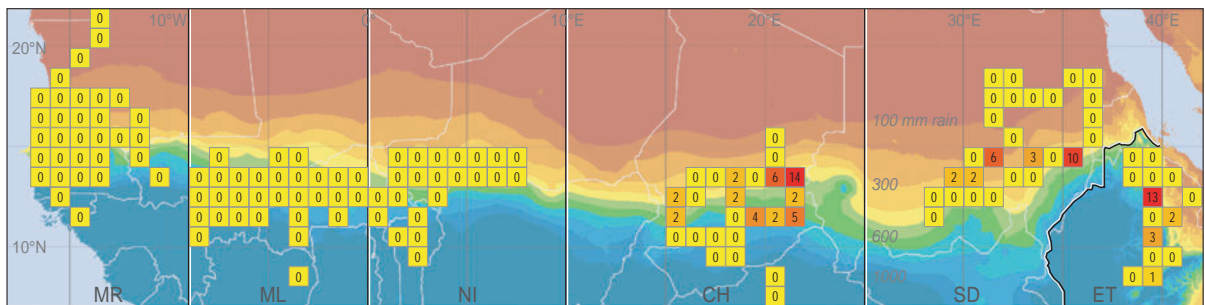 0 10°W 0° 10°E 20°E 30°E 40°E
0
20°N
0
0 0 0 0 0
0 0 0 0 0 0 0 0 0 0
0 0 0 0 0 100 mm rain 0 0
0 0 0 0 0 0 0 0 0
0 0 0 0 0 0 0 0 0 0 0 0 0 0 0 0 0 6 3 0 10 0 0
0 0 0 0 0 0 0 0 0 0 0 0 0 0 0 0 0 0 0 0 0 0 0 2 0 6 14 2 2 0 0 0 0 0
300
0 0 0 0 0 0 0 0 0 0 0 0 0 0 2 0 2 2 0 0 0 0 13 0
0 0 0 0 0 0 0 0 0 2 0 4 2 5 0 0 2
0 0 0 0 0 0 0 0 600 3
10°N
0 0 0 0 0
0 0 1000 0 1
MR ML NI CH 0 SD ET